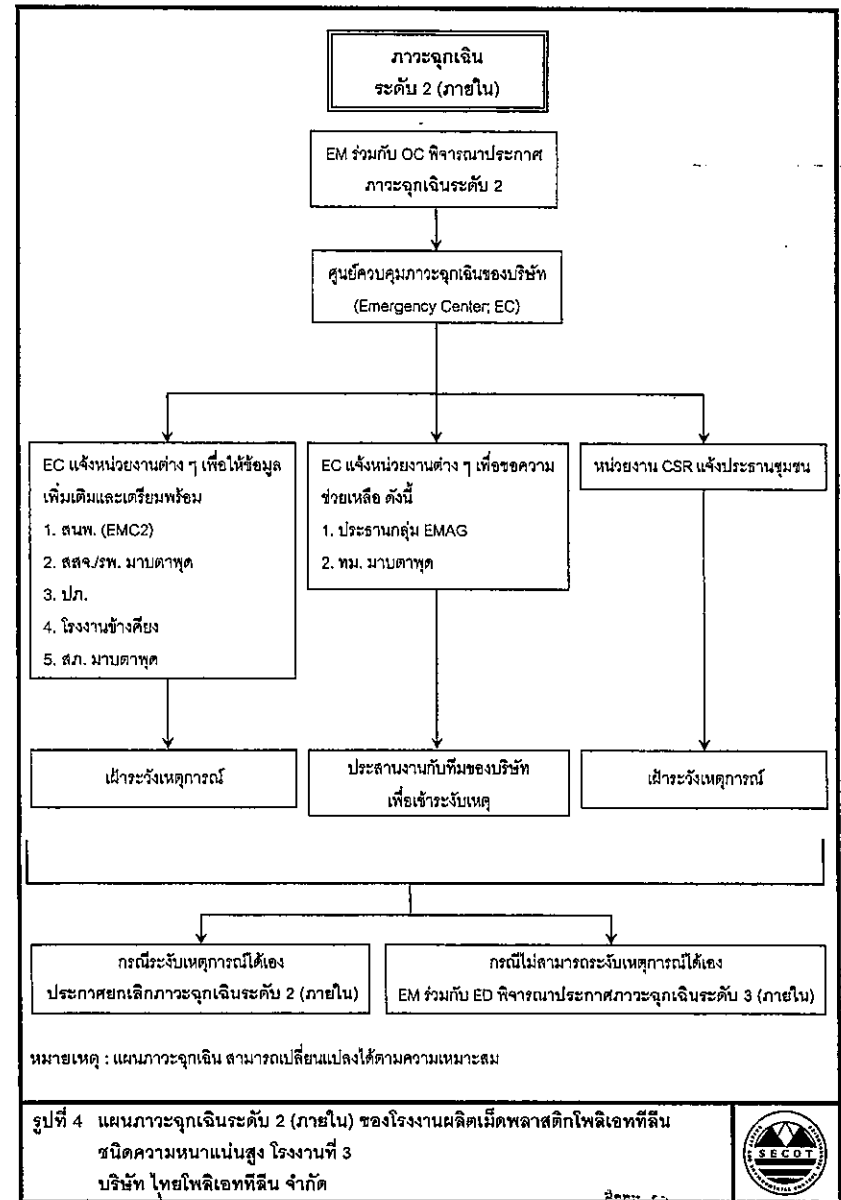 ภาวะฉุกเฉิน
ระดับ 2 (ภายใน)
EM ร่วมกับ OC พิจารณาประกาศ
ภาวะฉุกเฉินระดับ 2
ศูนย์ควบคุมภาวะฉุกเฉินของบริษัท
(Emergency Center; EC)
EC แจ้งหน่วยงานต่าง ๆ เพื่อให้ข้อมูล
เพิ่มเติมและเตรียมพร้อม
1. สนพ. (EMC2)
2. สสจ./รพ. มาบตาพุด
3. ปภ.
4. โรงงานข้างเคียง
5. สภ. มาบตาพุด
EC แจ้งหน่วยงานต่าง ๆ เพื่อขอความ
ช่วยเหลือ ดังนี้
1. ประธานกลุ่ม EMAG
2. ทม. มาบตาพุด
หน่วยงาน CSR แจ้งประธานชุมชน
เฝ้าระวังเหตุการณ์
ประสานงานกับทีมของบริษัท
เพื่อเข้าระงับเหตุ
เฝ้าระวังเหตุการณ์
กรณีระงับเหตุการณ์ได้เอง
ประกาศยกเลิกภาวะฉุกเฉินระดับ 2 (ภายใน)
กรณีไม่สามารถระงับเหตุการณ์ได้เอง
EM ร่วมกับ ED พิจารณาประกาศภาวะฉุกเฉินระดับ 3 (ภายใน)
หมายเหตุ : แผนภาวะฉุกเฉิน สามารถเปลี่ยนแปลงได้ตามความเหมาะสม
รูปที่ 4 แผนภาวะฉุกเฉินระดับ 2 (ภายใน) ของโรงงานผลิตเม็ดพลาสติกโพลิเอททีลีน
ชนิดความหนาแน่นสูง โรงงานที่ 3
บริษัท ไทยโพลิเอททีลีน จำกัด
SECOT